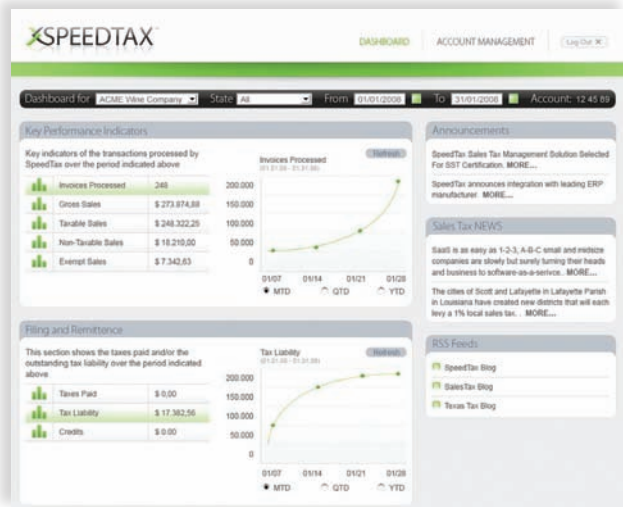 XSPEEDTAX
DASHBOARD
ACCOUNT MANAGEMENT
Log Out X
Dashboard for ACME Wine Company State All From 01/01/2008 To 31/01/2008 Account: 12 45 89
Key Performance Indicators
Key indicators of the transactions processed by
SpeedTax over the period indicated above
Invoices Processed 248
Gross Sales $ 273.874,88
Taxable Sales $ 248.322,25
Non-Taxable Sales $ 18.210,00
Exempt Sales $ 7.342,63
Invoices Processed
Refresh
200.000
150.000
100.000
50.000
0
01/07 01/14 01/21 01/28
MTD QTD YTD
Filing and Remittence
This section shows the taxes paid and/or the
outstanding tax liability over the period indicated
above.
Taxes Paid $ 0,00
Tax Liability $ 17.382,56
Credits $ 0.00
Tax Liability
Refresh
200.000
150.000
100.000
50.000
0
01/07 01/14 01/21 01/28
MTD QTD YTD
Announcements
SpeedTax Sales Tax Management Solution Selected
For SST Certification. MORE...
SpeedTax announces integration with leading ERP
manufacturer. MORE...
Sales Tax NEWS
SaaS is as easy as 1-2-3, A-B-C small and midsize
companies are slowly but surely turning their heads
and business to software-as-a-serivce.. MORE...
The cities of Scott and Lafayette in Lafayette Parish
in Louisiana have created new districts that will each
levy a 1% local sales tax. . MORE...
RSS Feeds
SpeedTax Blog
SalesTax Blog
Texas Tax Blog